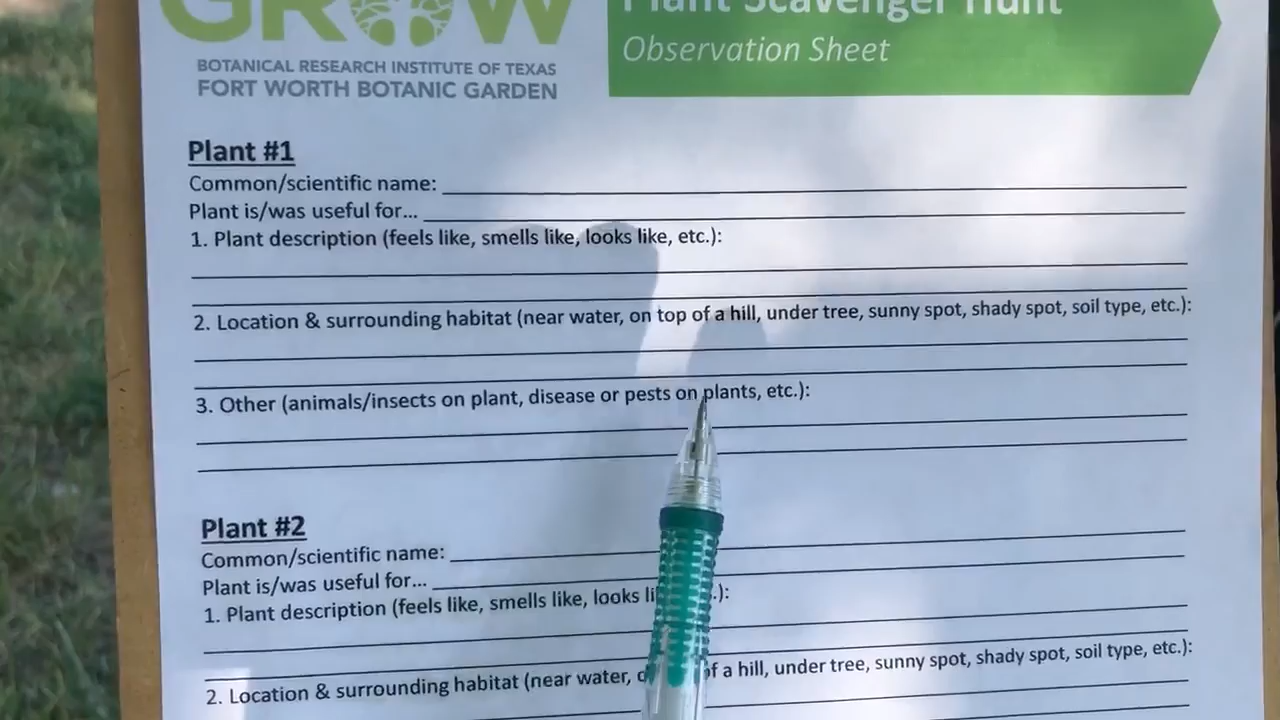 GROW
Plant Scavenger Hunt
Observation Sheet
BOTANICAL RESEARCH INSTITUTE OF TEXAS
FORT WORTH BOTANIC GARDEN
Plant #1
Common/scientific name:
Plant is/was useful for...
1. Plant description (feels like, smells like, looks like, etc.):
2. Location & surrounding habitat (near water, on top of a hill, under tree, sunny spot, shady spot, soil type, etc.):
3. Other (animals/insects on plant, disease or pests on plants, etc.):
Plant #2
Common/scientific name:
Plant is/was useful for...
1. Plant description (feels like, smells like, looks li .):
2. Location & surrounding habitat (near water, of a hill, under tree, sunny spot, shady spot, soil type, etc.):